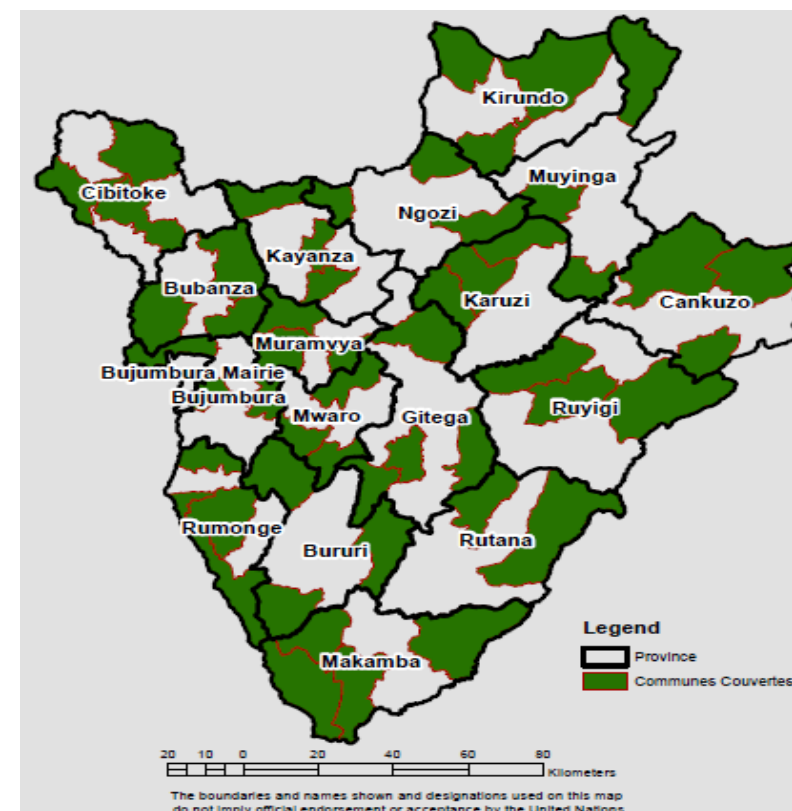 Kirundo
Muyinga
Cibitoke
Ngozi
Kayanza
Bubanza
Karuzi
Cankuzo
Muramvya
Bujumbura Mairie
Bujumbura
Mwaro
Gitega
Ruyigi
Rumonge
Bururi
Rutana
Makamba
Legend
Province
Communes Couvertes
20 10 0 20 40 60 80
Kilometers
The boundaries and names shown and designations used on this map
do not imply official endorsement or acceptance by the United Nations